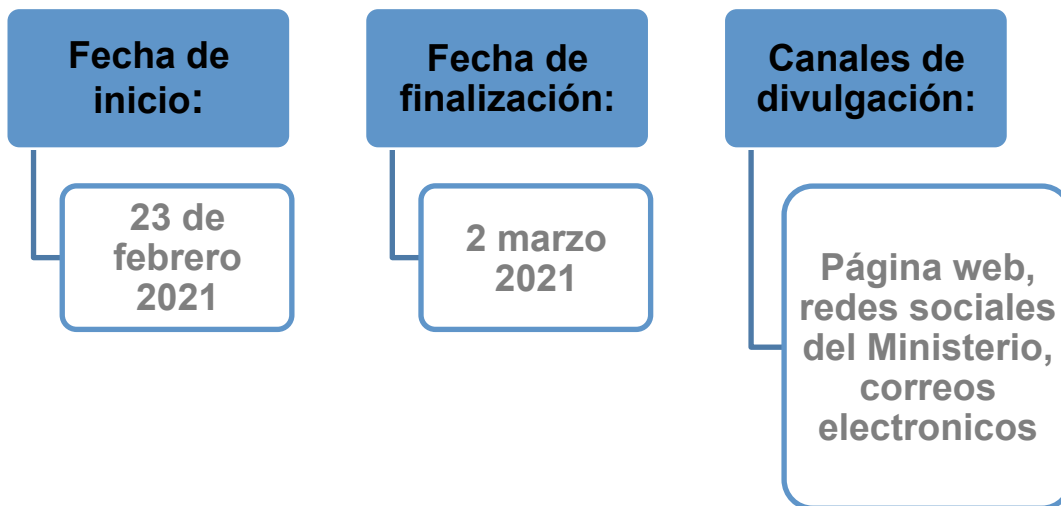 Fecha de
inicio:
23 de
febrero
2021
Fecha de
finalización:
2 marzo
2021
Canales de
divulgación:
Página web,
redes sociales
del Ministerio,
correos
electronicos